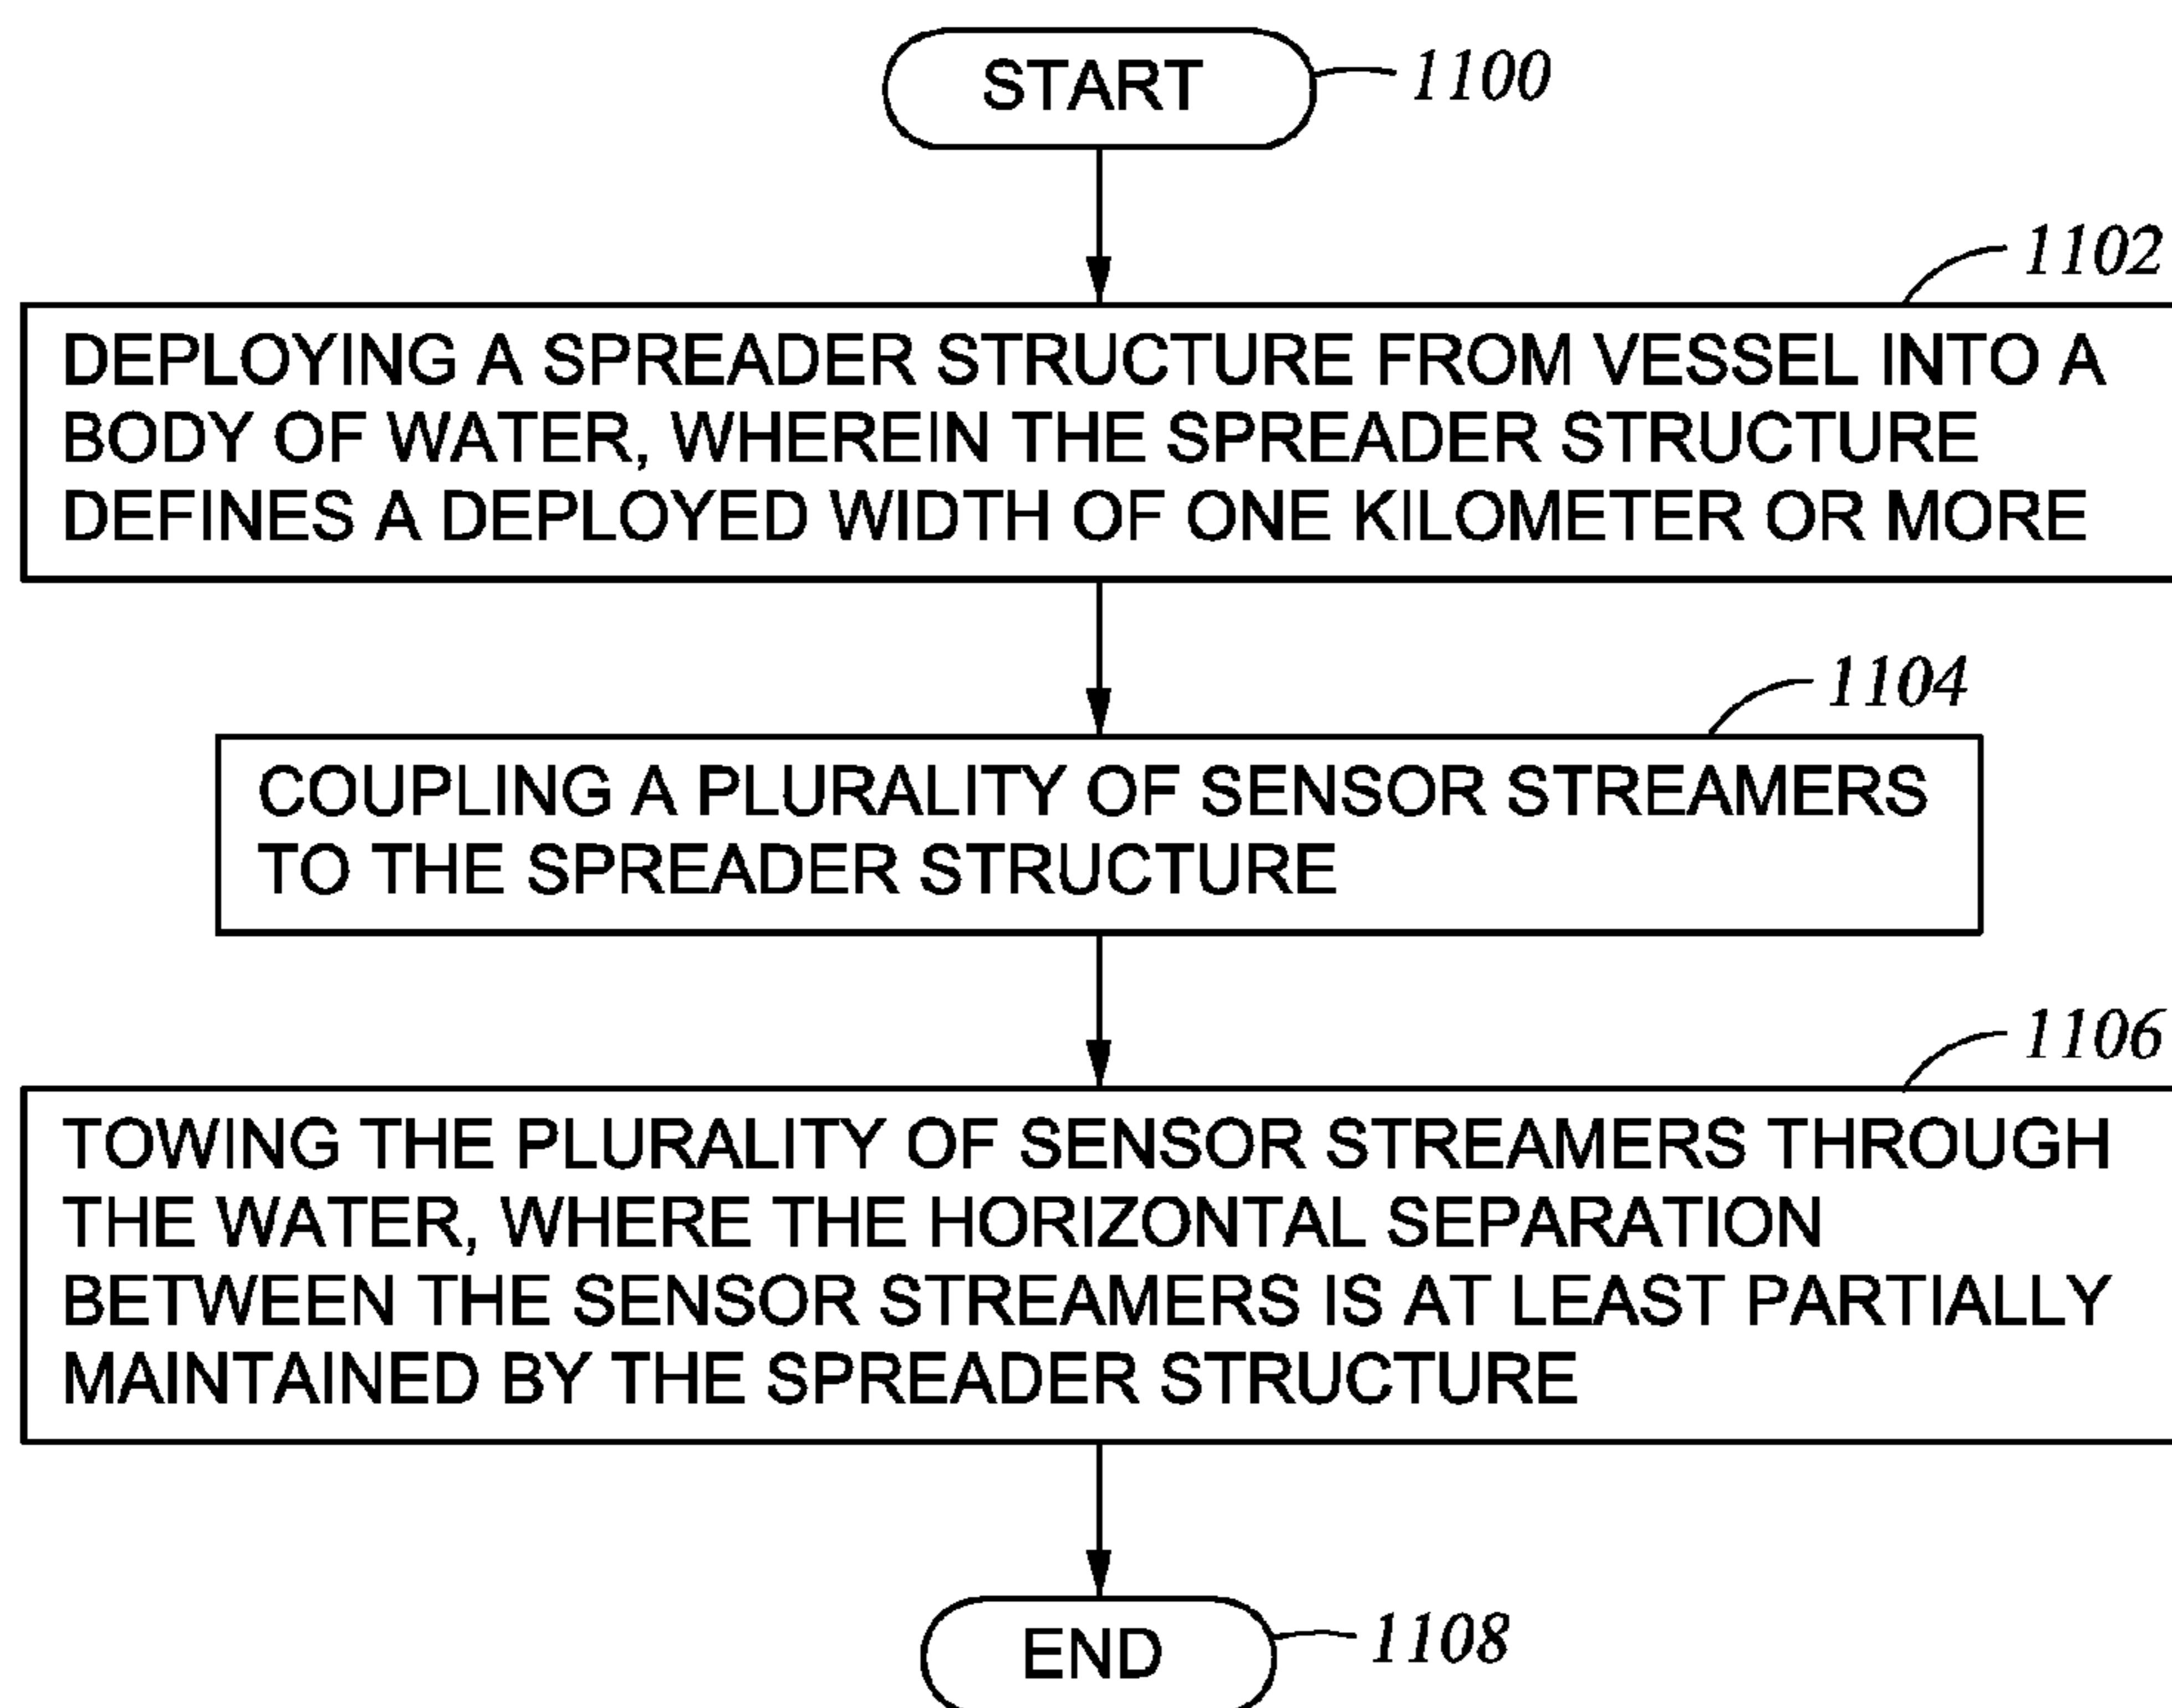 START 1100
1102
DEPLOYING A SPREADER STRUCTURE FROM VESSEL INTO A
BODY OF WATER, WHEREIN THE SPREADER STRUCTURE
DEFINES A DEPLOYED WIDTH OF ONE KILOMETER OR MORE
1104
COUPLING A PLURALITY OF SENSOR STREAMERS
TO THE SPREADER STRUCTURE
1106
TOWING THE PLURALITY OF SENSOR STREAMERS THROUGH
THE WATER, WHERE THE HORIZONTAL SEPARATION
BETWEEN THE SENSOR STREAMERS IS AT LEAST PARTIALLY
MAINTAINED BY THE SPREADER STRUCTURE
END 1108